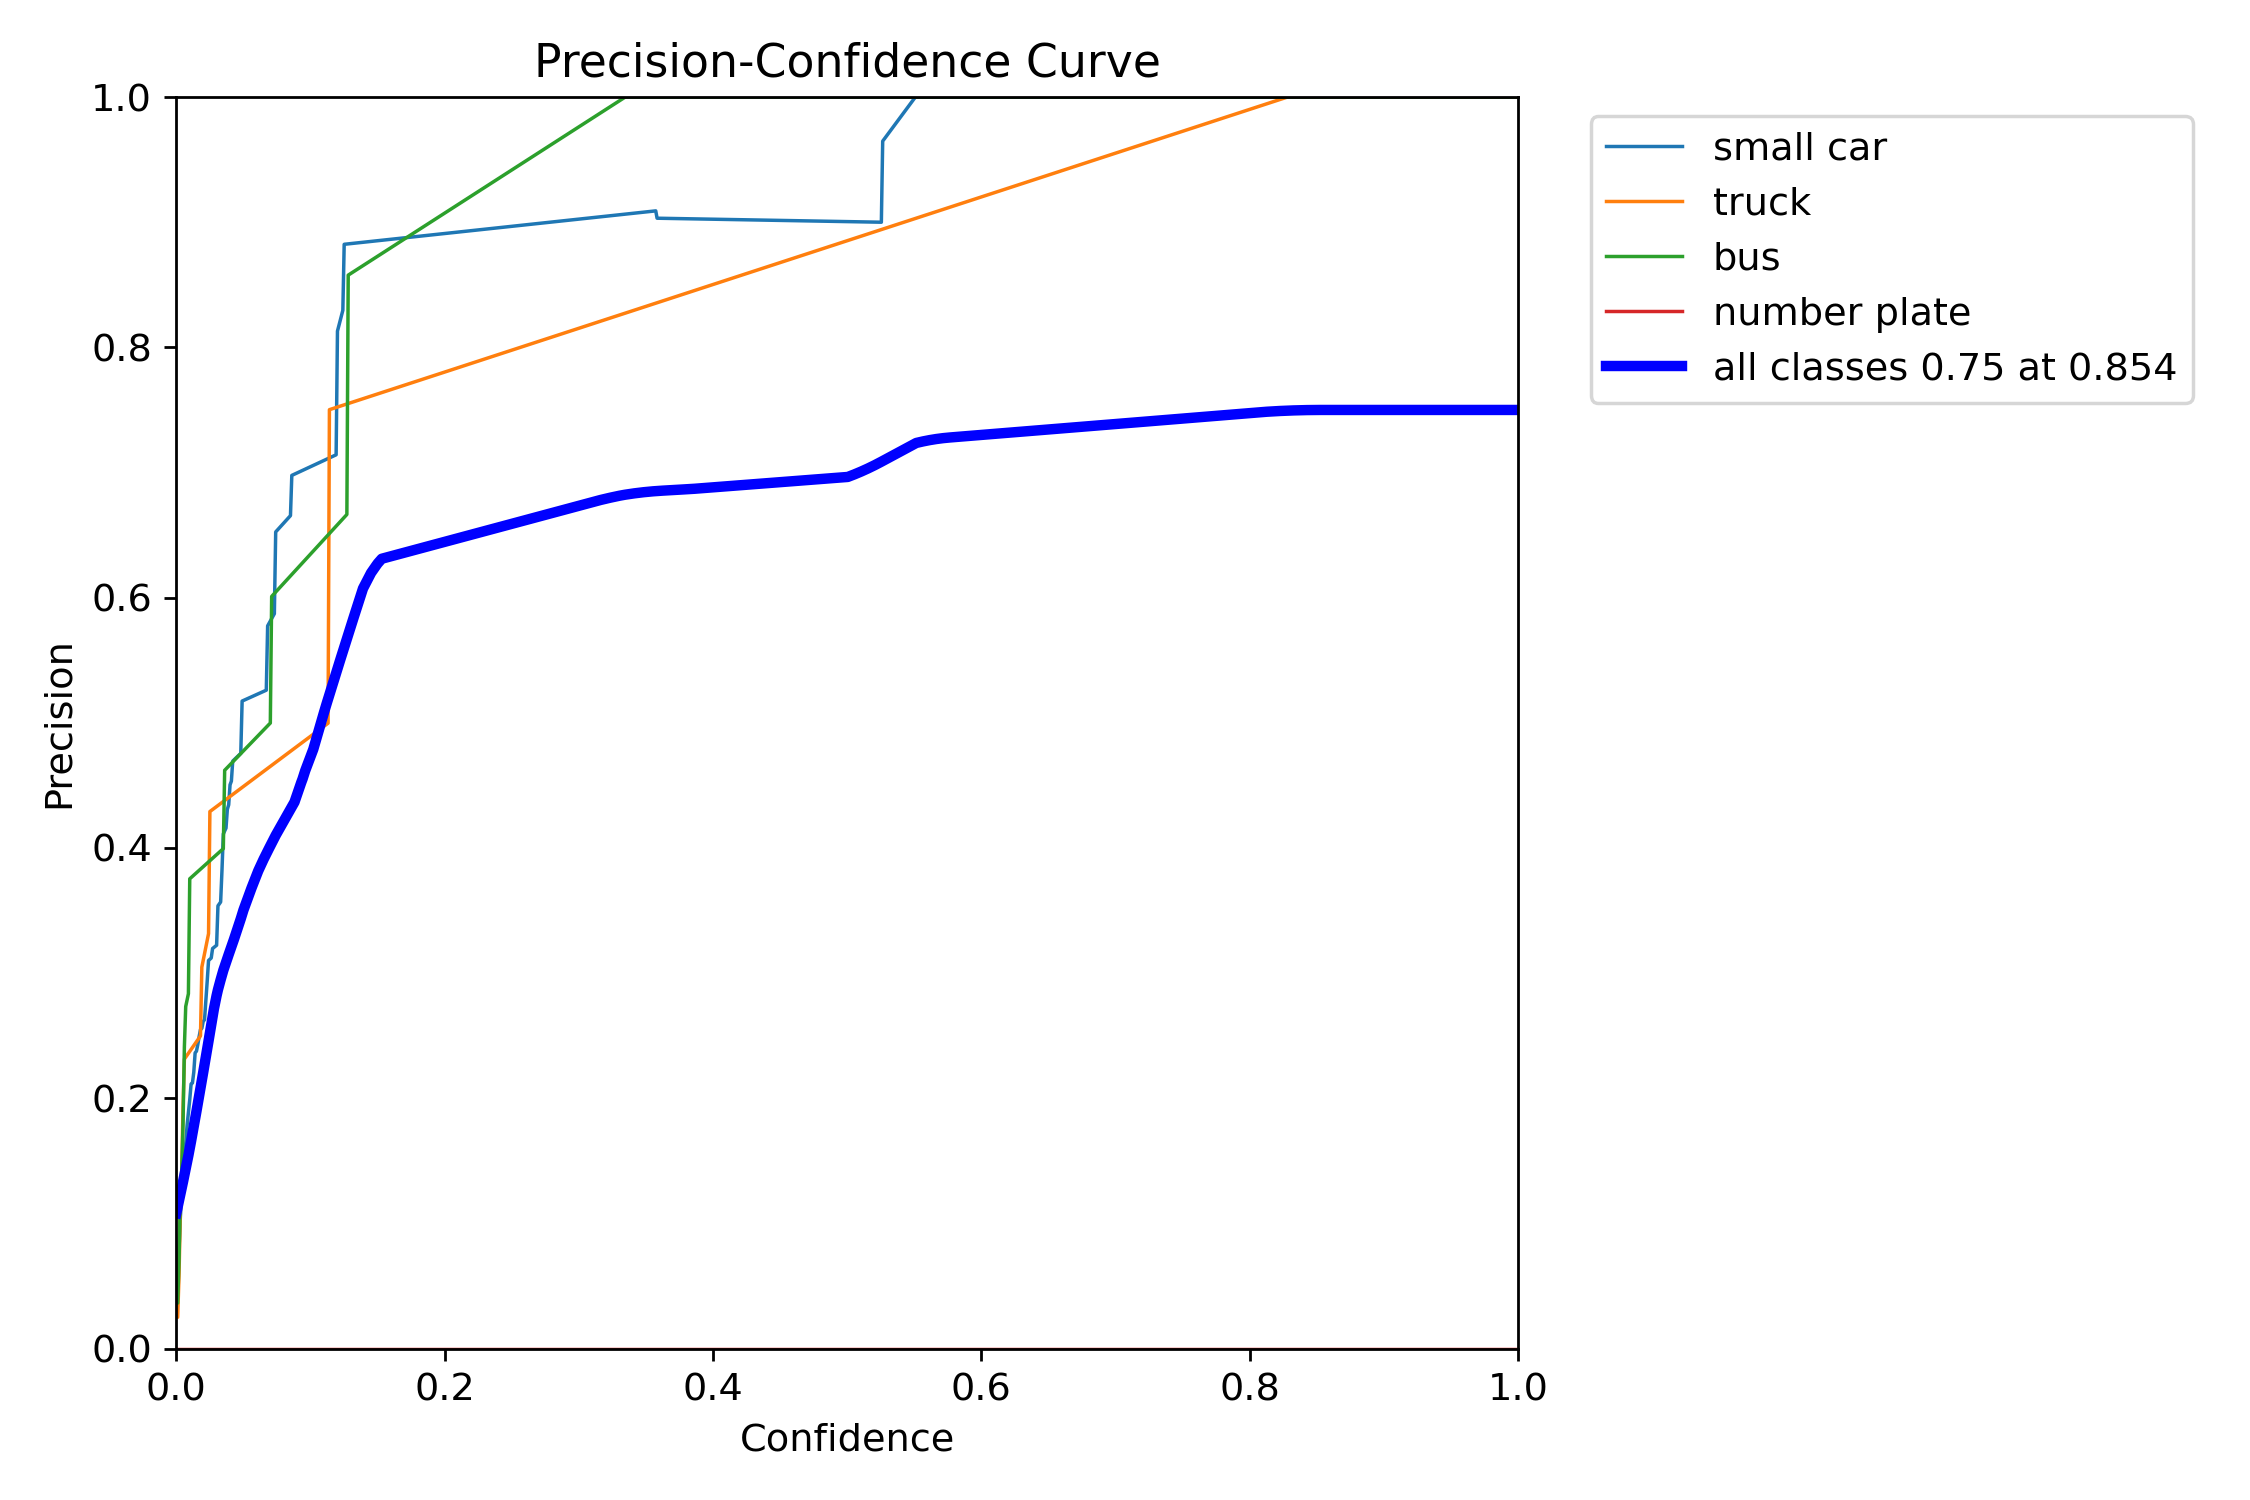 Precision-Confidence Curve
1.0
0.8
0.6
0.4
0.2
0.0
Precision
0.0 0.2 0.4 0.6 0.8 1.0
Confidence
small car
truck
bus
number plate
all classes 0.75 at 0.854